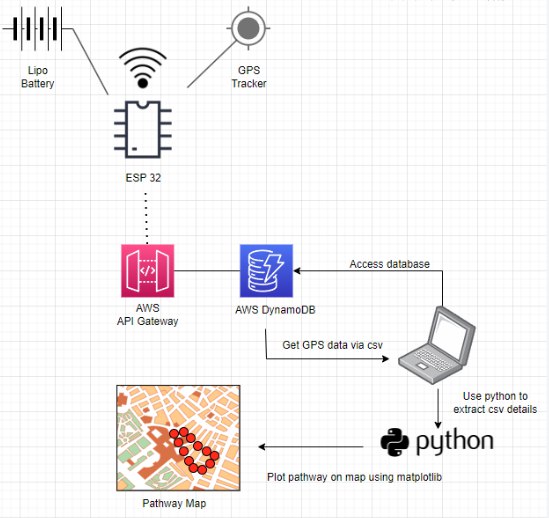 Lipo
Battery
GPS
Tracker
ESP 32
Access database
AWS
API Gateway
AWS DynamoDB
Get GPS data via csv
Use python to
extract csv details
python
Plot pathway on map using matplotlib
Pathway Map